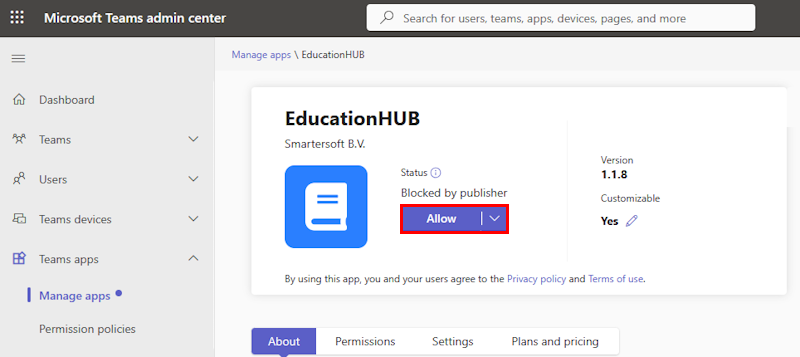 Microsoft Teams admin center
Search for users, teams, apps, devices, pages, and more
Dashboard
Teams
Users
Teams devices
Teams apps
Manage apps
Permission policies
Manage apps \ EducationHUB
EducationHUB
Smartersoft B.V.
Status
Blocked by publisher
Allow
Version
1.1.8
Customizable
Yes
By using this app, you and your users agree to the Privacy policy and Terms of use.
About Permissions Settings Plans and pricing